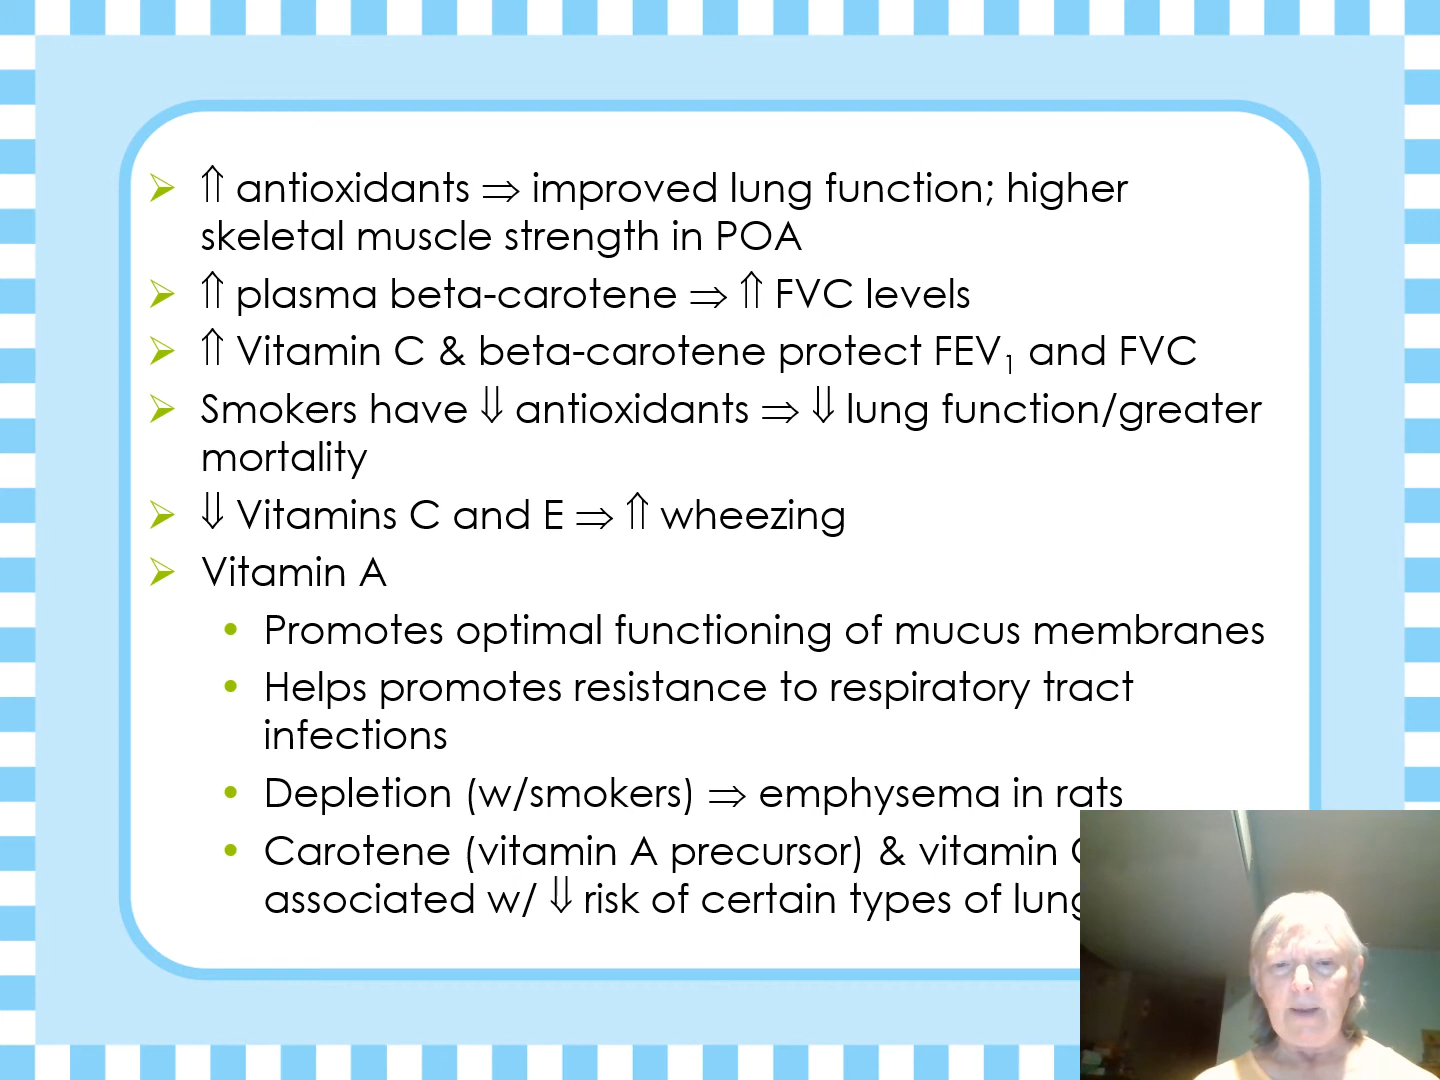 ⇑ antioxidants ⇒ improved lung function; higher
skeletal muscle strength in POA
⇑ plasma beta-carotene ⇒ ⇑ FVC levels
⇑ Vitamin C & beta-carotene protect FEV₁ and FVC
Smokers have ⇓ antioxidants ⇒ ⇓ lung function/greater
mortality
⇓ Vitamins C and E ⇒ ⇑ wheezing
Vitamin A
Promotes optimal functioning of mucus membranes
Helps promotes resistance to respiratory tract
infections
Depletion (w/smokers) ⇒ emphysema in rats
Carotene (vitamin A precursor) & vitamin
associated w/ ⇓ risk of certain types of